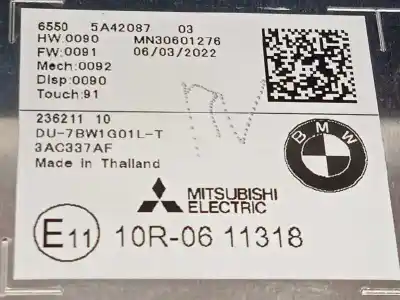 6550 5A42087 03
HW:0090 MN30601276
FW:0091 06/03/2022
Mech:0092
Disp:0090
Touch:91
236211 10
DU-7BW1G01L-T
3AC337AF
Made in Thailand
BMW
MITSUBISHI
ELECTRIC
E11 10R-06 11318